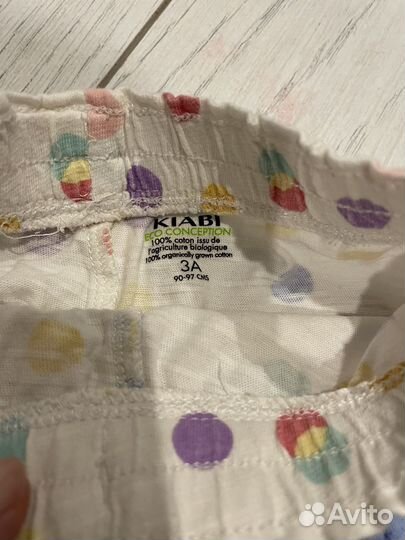 KIABI
ECO CONCEPTION
100% coton issu de
l'agriculture biologique
100% organically grown cotton
3A
90-97 CMS
Avito